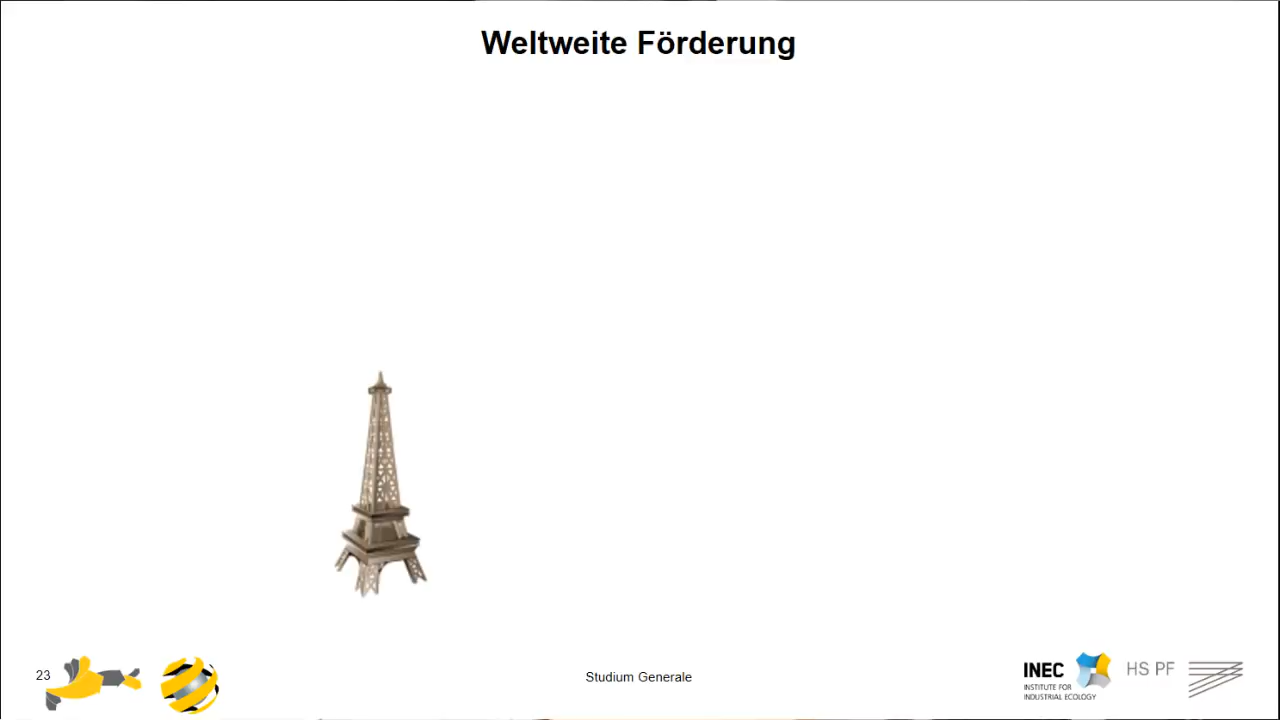 Weltweite Förderung
23
Studium Generale
INEC
INSTITUTE FOR
INDUSTRIAL ECOLOGY
HS PF